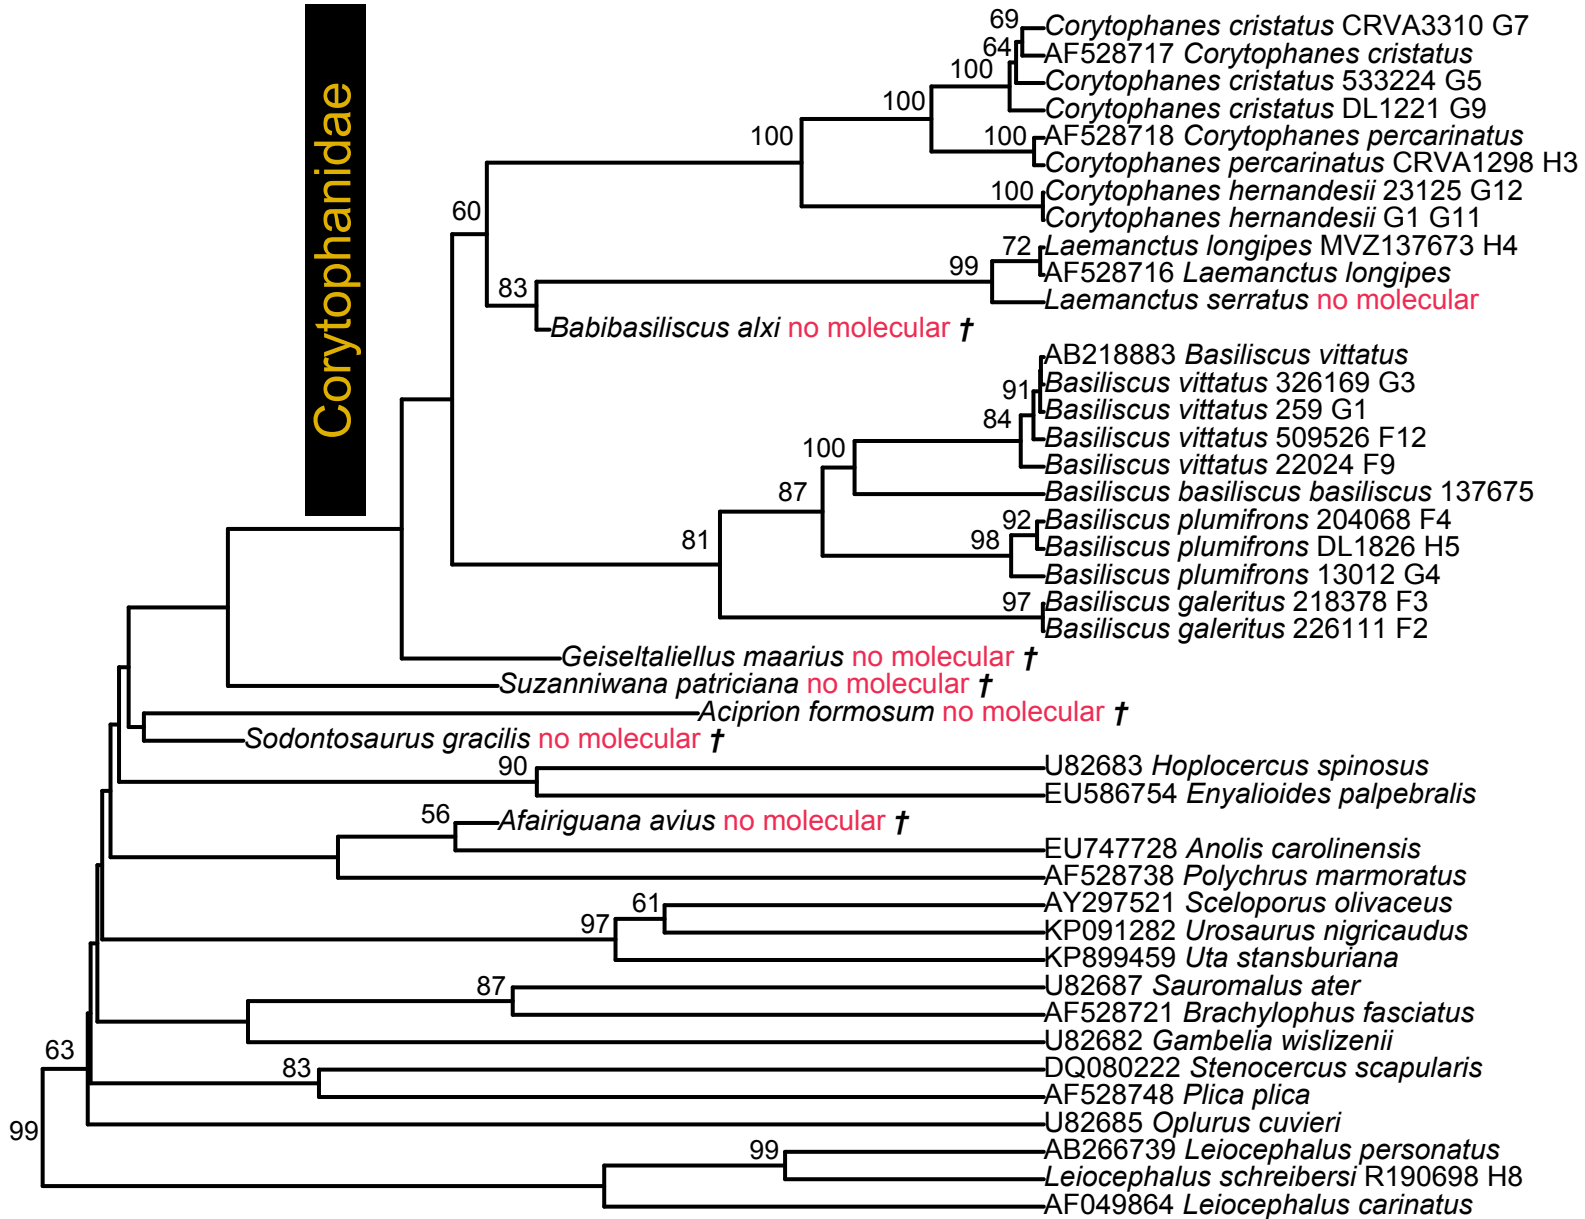 Corytophanidae
69
Corytophanes cristatus CRVA3310 G7
64
AF528717 Corytophanes cristatus
100
Corytophanes cristatus 533224 G5
100
Corytophanes cristatus DL1221 G9
100
100
AF528718 Corytophanes percarinatus
Corytophanes percarinatus CRVA1298 H3
100
Corytophanes hernandesii 23125 G12
Corytophanes hernandesii G1 G11
60
72
Laemanctus longipes MVZ137673 H4
99
AF528716 Laemanctus longipes
83
Laemanctus serratus no molecular
Babibasiliscus alxi no molecular †
AB218883 Basiliscus vittatus
91
Basiliscus vittatus 326169 G3
84
Basiliscus vittatus 259 G1
100
Basiliscus vittatus 509526 F12
Basiliscus vittatus 22024 F9
87
Basiliscus basiliscus basiliscus 137675
92
Basiliscus plumifrons 204068 F4
81
98
Basiliscus plumifrons DL1826 H5
Basiliscus plumifrons 13012 G4
97
Basiliscus galeritus 218378 F3
Basiliscus galeritus 226111 F2
Geiseltaliellus maarius no molecular †
Suzanniwana patriciana no molecular †
Aciprion formosum no molecular †
Sodontosaurus gracilis no molecular †
90
U82683 Hoplocercus spinosus
EU586754 Enyalioides palpebralis
56
Afairiguana avius no molecular †
EU747728 Anolis carolinensis
AF528738 Polychrus marmoratus
61
AY297521 Sceloporus olivaceus
97
KP091282 Urosaurus nigricaudus
KP899459 Uta stansburiana
87
U82687 Sauromalus ater
AF528721 Brachylophus fasciatus
U82682 Gambelia wislizenii
63
83
DQ080222 Stenocercus scapularis
AF528748 Plica plica
U82685 Oplurus cuvieri
99
99
AB266739 Leiocephalus personatus
Leiocephalus schreibersi R190698 H8
AF049864 Leiocephalus carinatus